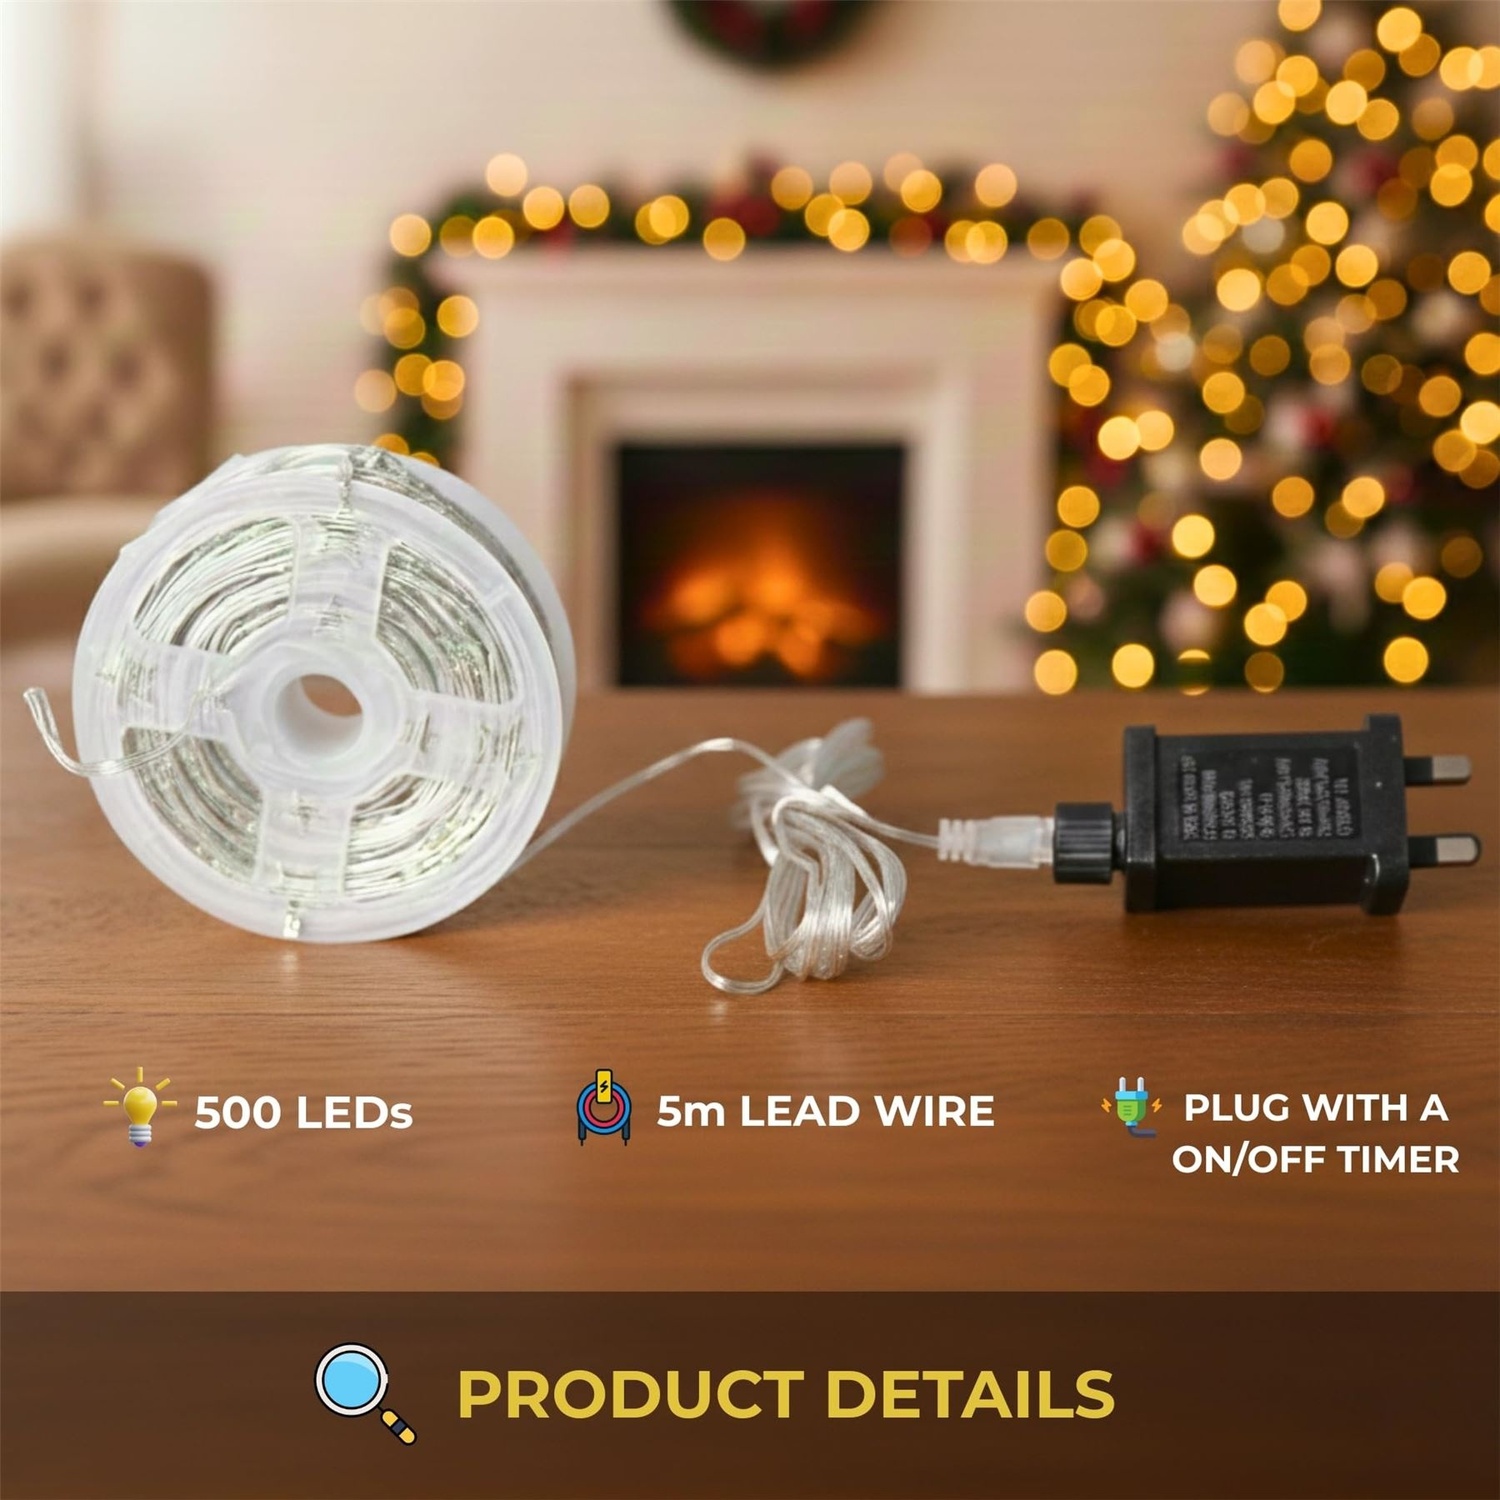 500 LEDs
5m LEAD WIRE
PLUG WITH A
ON/OFF TIMER
PRODUCT DETAILS